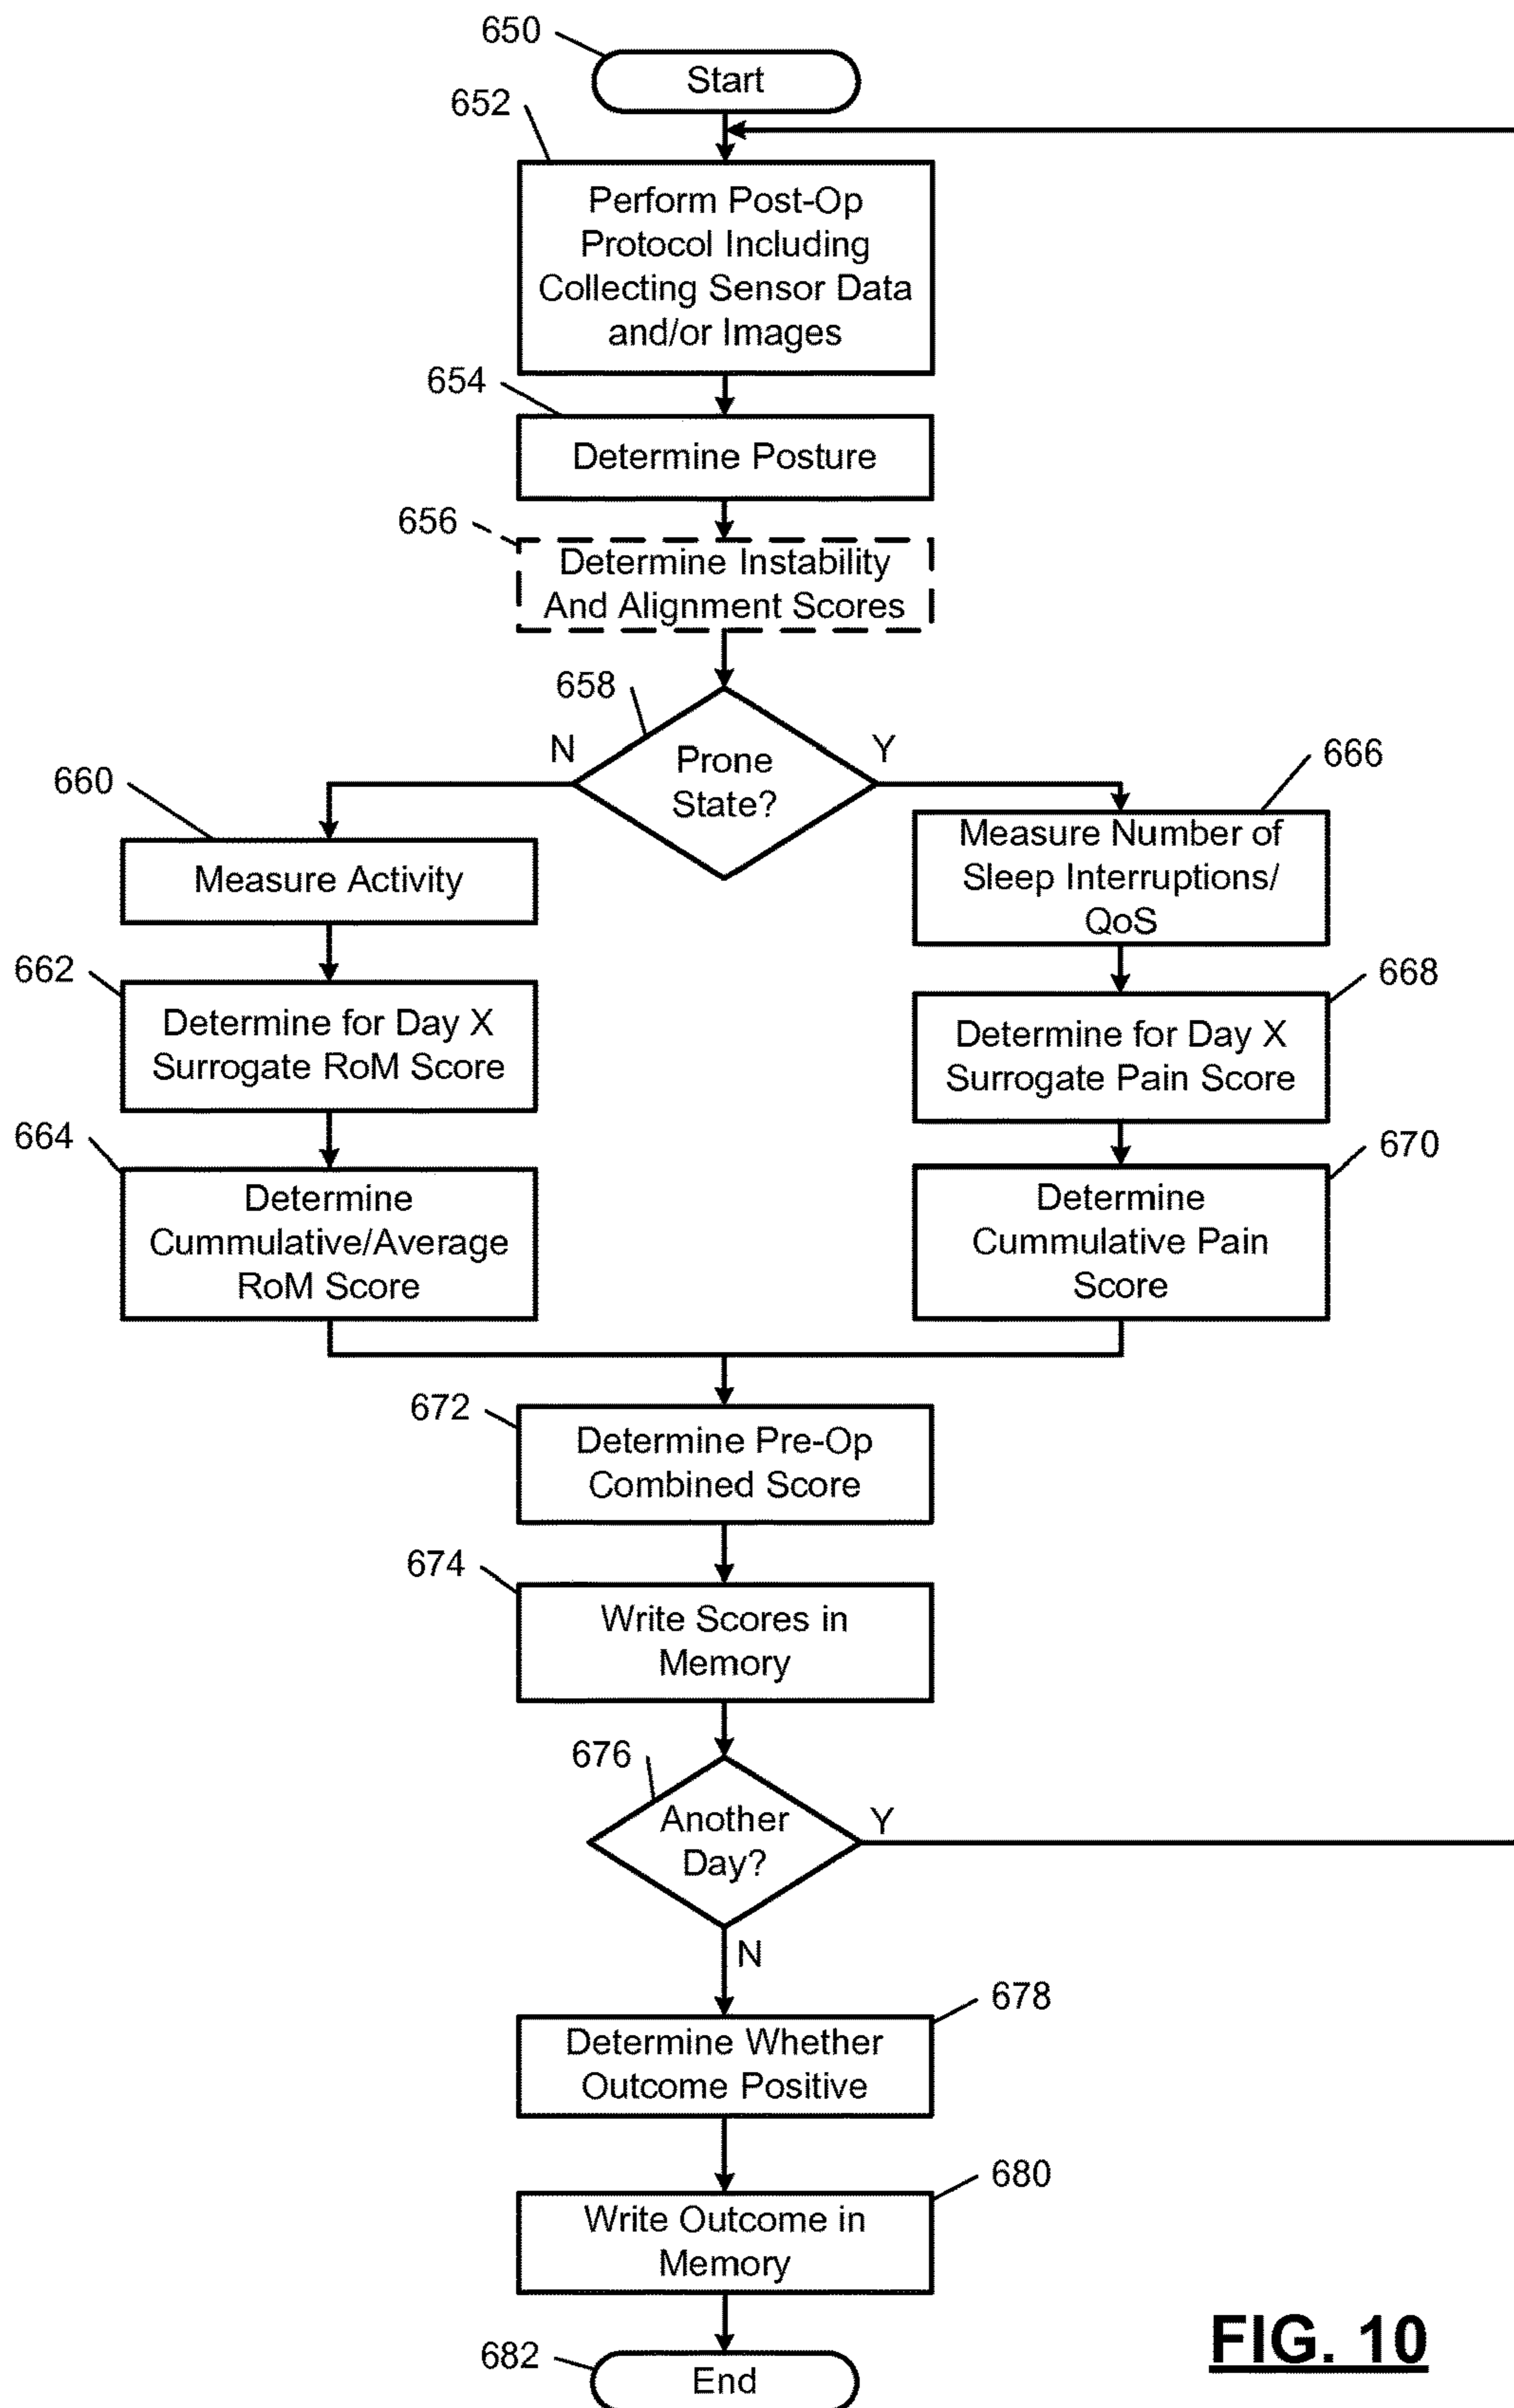 650
Start
652
Perform Post-Op
Protocol Including
Collecting Sensor Data
and/or Images
654
Determine Posture
656
Determine Instability
And Alignment Scores
658
Prone
State?
N
Y
660
Measure Activity
662
Determine for Day X
Surrogate RoM Score
664
Determine
Cummulative/Average
RoM Score
666
Measure Number of
Sleep Interruptions/
QoS
668
Determine for Day X
Surrogate Pain Score
670
Determine
Cummulative Pain
Score
672
Determine Pre-Op
Combined Score
674
Write Scores in
Memory
676
Another
Day?
Y
N
678
Determine Whether
Outcome Positive
680
Write Outcome in
Memory
682
End
FIG. 10